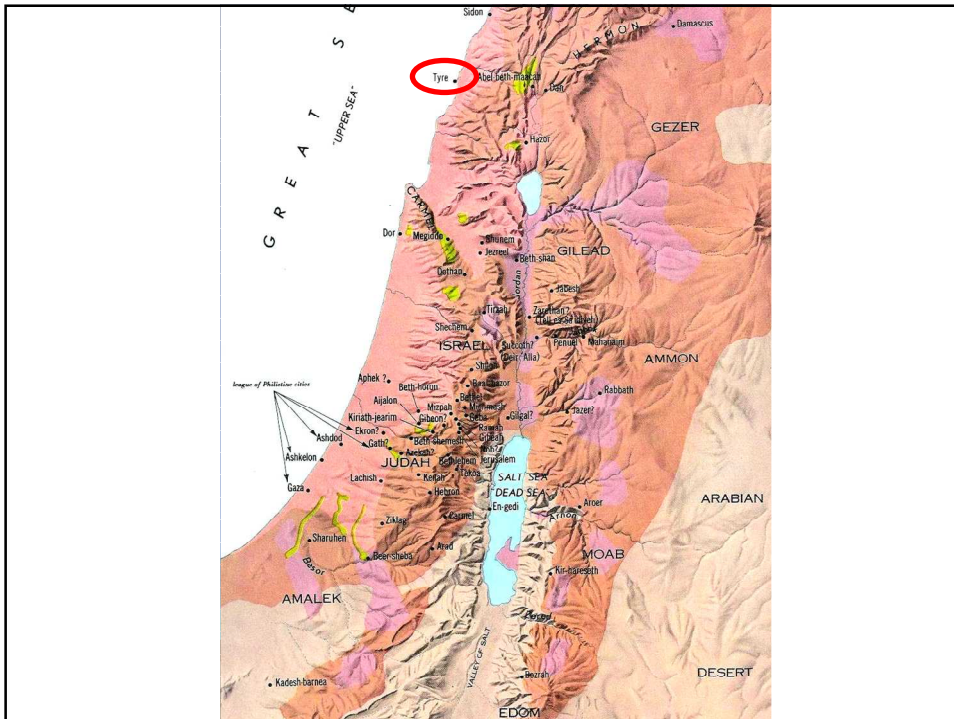 Sidon
Damascus
HERMON
Tyre
Abel-beth-maacah
Dan
GREAT SE
"UPPER SEA"
GEZER
Hazor
CARMEL
Dor
Megiddo
Shunem
Jezreel
GILEAD
Beth-shan
Dothan
Jordan
Jabesh
Tirzah
Zarethan?
Shechem
ISRAEL
Succoth?
(Deir 'Alla)
Penuel
Mahanaim
AMMON
Shiloh
Aphek ?
league of Philistine cities
Baal-hazor
Beth-horon
Rabbath
Bethel
Aijalon
Mizpah
Michmash
Jazer?
Kiriath-jearim
Gibeon?
Geba
Gilgal?
Ekron?
Ramah
Ashdod
Gibeah
Gath?
Beth-shemesh
Ashkelon
Azekah?
JUDAH
Bethlehem
Jerusalem
Lachish
Keilah
Tekoa
SALT SEA
Gaza
Hebron
"DEAD SEA"
ARABIAN
En-gedi
Aroer
Ziklag
Carmel
Arnon
Sharuhen
Arad
Beer-sheba
MOAB
Besor
Kir-hareseth
AMALEK
Zered
VALLEY OF SALT
DESERT
Kadesh-barnea
Bozrah
EDOM